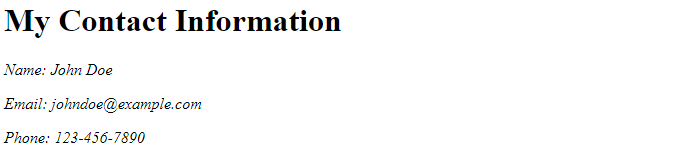 My Contact Information
Name: John Doe
Email: johndoe@example.com
Phone: 123-456-7890